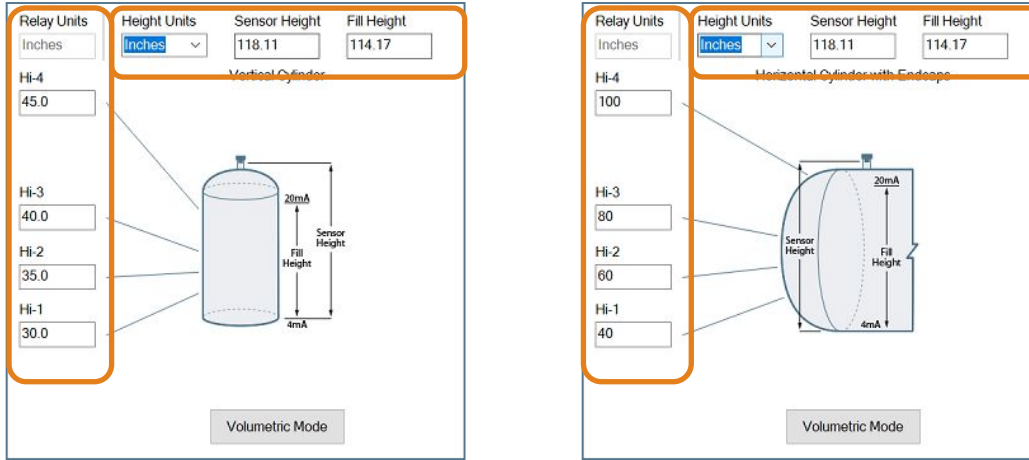 Relay Units
Height Units
Sensor Height
Fill Height
Inches
Inches
118.11
114.17
Vertical Cylinder
Hi-4
45.0
Hi-3
40.0
Hi-2
35.0
Hi-1
30.0
20mA
Sensor
Height
Fill
Height
4mA
Volumetric Mode
Relay Units
Height Units
Sensor Height
Fill Height
Inches
Inches
118.11
114.17
Horizontal Cylinder with Endcaps
Hi-4
100
Hi-3
80
Hi-2
60
Hi-1
40
20mA
Sensor
Height
Fill
Height
4mA
Volumetric Mode